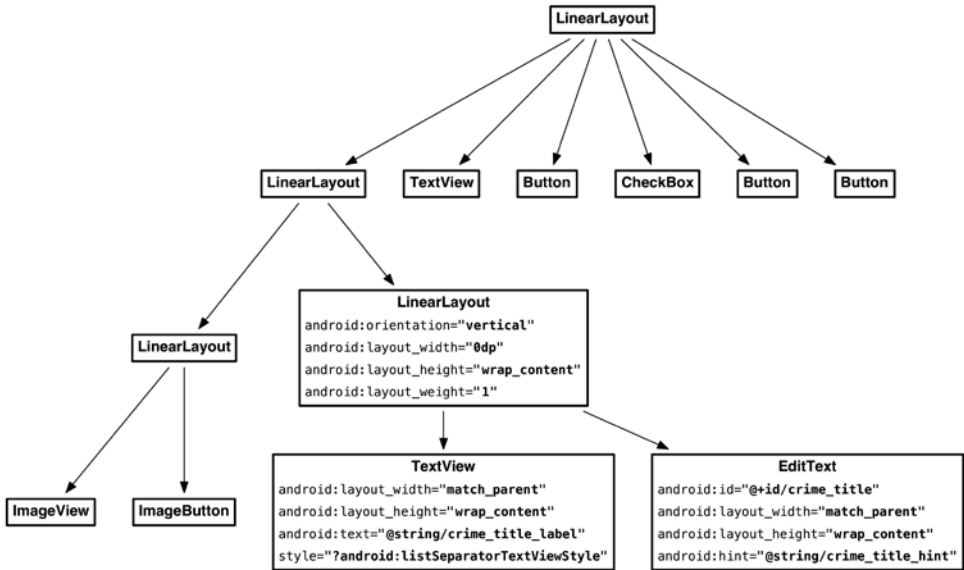 LinearLayout
LinearLayout
TextView
Button
CheckBox
Button
Button
LinearLayout
LinearLayout
android:orientation="vertical"
android:layout_width="0dp"
android:layout_height="wrap_content"
android:layout_weight="1"
ImageView
ImageButton
TextView
android:layout_width="match_parent"
android:layout_height="wrap_content"
android:text="@string/crime_title_label"
style="?android:listSeparatorTextViewStyle"
EditText
android:id="@+id/crime_title"
android:layout_width="match_parent"
android:layout_height="wrap_content"
android:hint="@string/crime_title_hint"